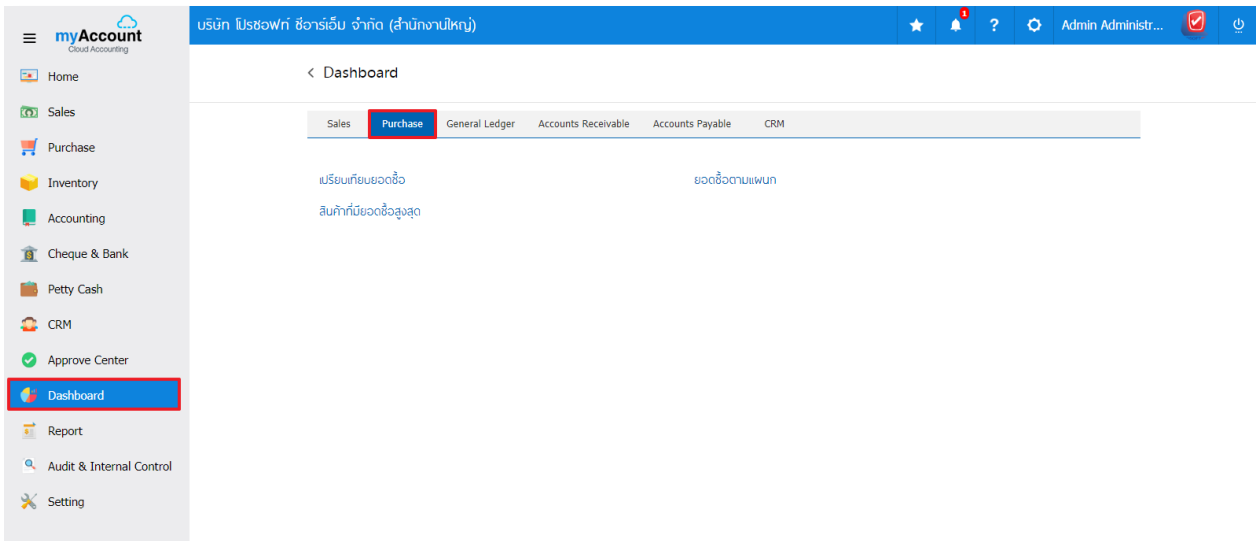 myAccount
Cloud Accounting
บริษัท โปรซอฟท์ ซีอาร์เอ็ม จำกัด (สำนักงานใหญ่)
1
?
Admin Administr...
Home
Sales
Purchase
Inventory
Accounting
Cheque & Bank
Petty Cash
CRM
Approve Center
Dashboard
Report
Audit & Internal Control
Setting
< Dashboard
Sales Purchase General Ledger Accounts Receivable Accounts Payable CRM
เปรียบเทียบยอดซื้อ ยอดซื้อตามแผนก
สินค้าที่มียอดซื้อสูงสุด